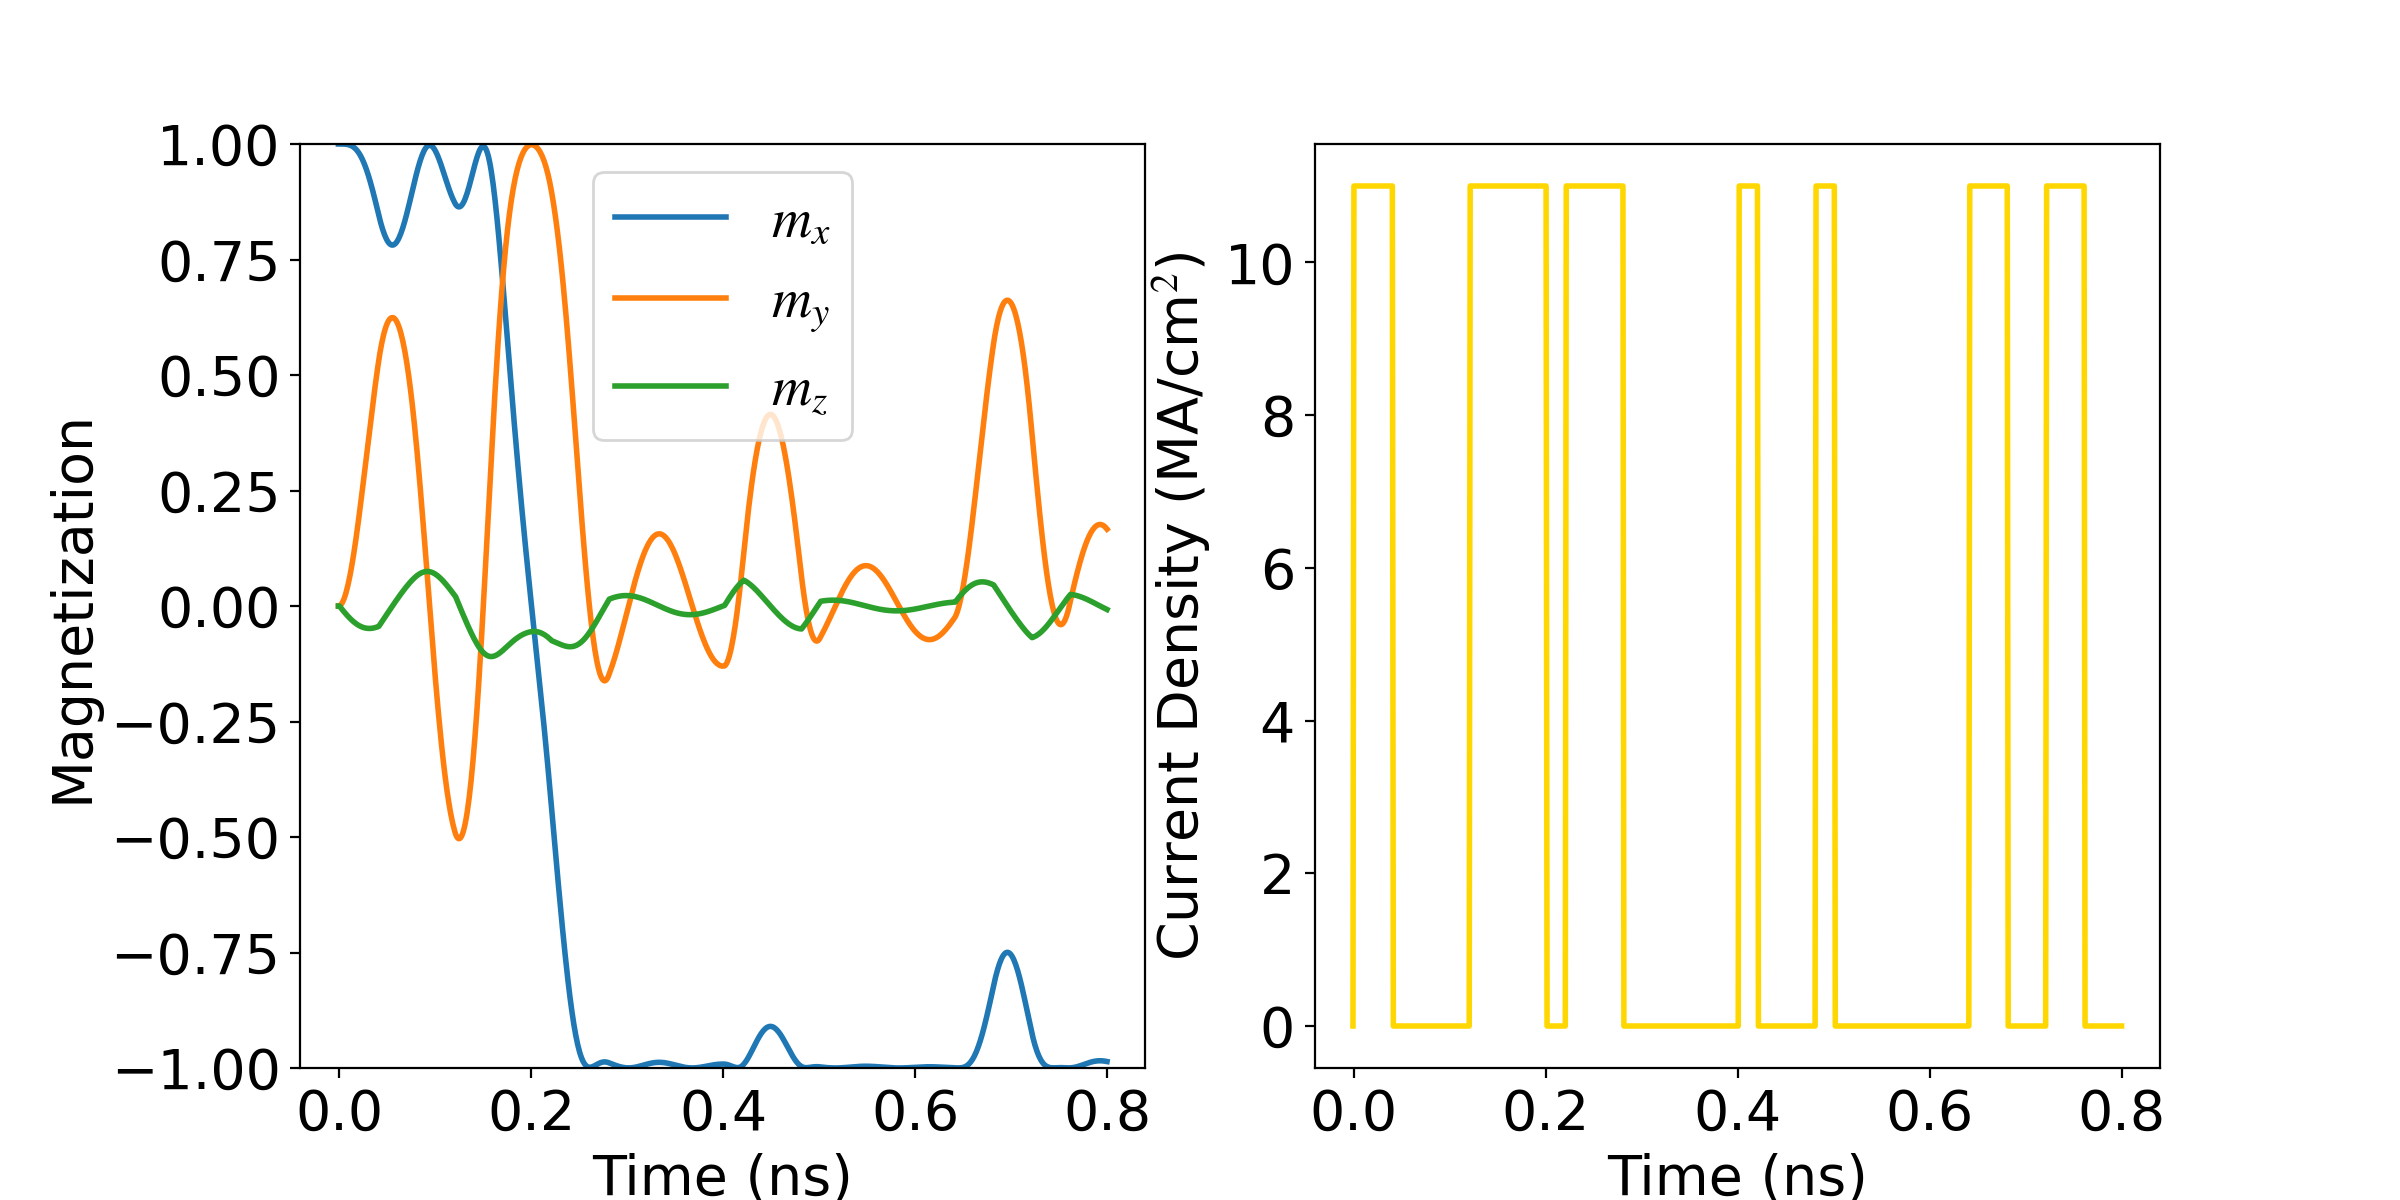 1.00
0.75
0.50
0.25
0.00
−0.25
−0.50
−0.75
−1.00
Magnetization
0.0 0.2 0.4 0.6 0.8
Time (ns)
m_x
m_y
m_z
10
8
6
4
2
0
Current Density (MA/cm²)
0.0 0.2 0.4 0.6 0.8
Time (ns)